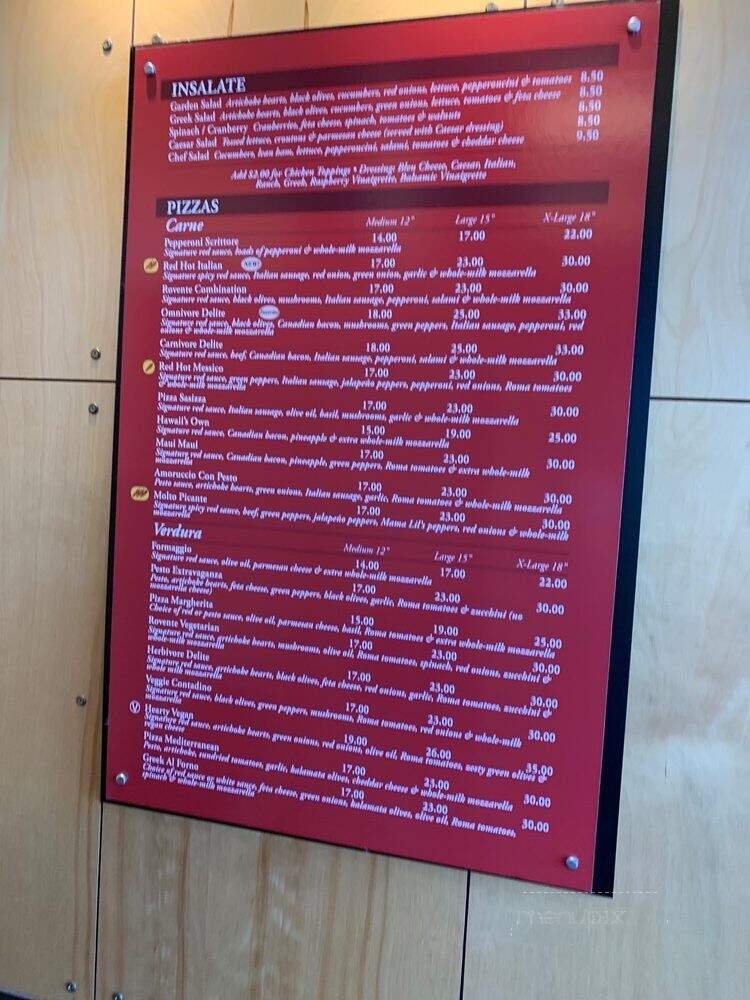 INSALATE
Garden Salad Artichoke hearts, black olives, cucumbers, red onions, lettuce, pepperoncini & tomatoes 8.50
Greek Salad Artichoke hearts, black olives, cucumbers, green onions, lettuce, tomatoes & feta cheese 8.50
Spinach / Cranberry Cranberries, feta cheese, spinach, tomatoes & walnuts 8.50
Caesar Salad Tossed lettuce, croutons & parmesan cheese (served with Caesar dressing) 8.50
Chef Salad Cucumbers, lean ham, lettuce, pepperoncini, salami, tomatoes & cheddar cheese 9.50
Add $2.00 for Chicken Toppings • Dressings: Bleu Cheese, Caesar, Italian,
Ranch, Greek, Raspberry Vinaigrette, Balsamic Vinaigrette
PIZZAS
Carne Medium 12" Large 15" X-Large 18"
Pepperoni Scrittore 14.00 17.00 22.00
Signature red sauce, loads of pepperoni & whole-milk mozzarella
Red Hot Italian NEW! 17.00 23.00 30.00
Signature spicy red sauce, Italian sausage, red onion, green onion, garlic & whole-milk mozzarella
Rovente Combination 17.00 23.00 30.00
Signature red sauce, black olives, mushrooms, Italian sausage, pepperoni, salami & whole-milk mozzarella
Omnivore Delite 18.00 25.00 33.00
Signature red sauce, black olives, Canadian bacon, mushrooms, green peppers, Italian sausage, pepperoni, red
onions & whole-milk mozzarella
Carnivore Delite 18.00 25.00 33.00
Signature red sauce, beef, Canadian bacon, Italian sausage, pepperoni, salami & whole-milk mozzarella
Red Hot Messico 17.00 23.00 30.00
Signature red sauce, green peppers, Italian sausage, jalapeño peppers, pepperoni, red onions, Roma tomatoes
& whole-milk mozzarella
Pizza Sasizza 17.00 23.00 30.00
Signature red sauce, Italian sausage, olive oil, basil, mushrooms, garlic & whole-milk mozzarella
Hawaii's Own 15.00 19.00 25.00
Signature red sauce, Canadian bacon, pineapple & extra whole-milk mozzarella
Maui Maui 17.00 23.00 30.00
Signature red sauce, Canadian bacon, pineapple, green peppers, Roma tomatoes & extra whole-milk
mozzarella
Amoruccio Con Pesto 17.00 23.00 30.00
Pesto sauce, artichoke hearts, green onions, Italian sausage, garlic, Roma tomatoes & whole-milk mozzarella
Molto Picante 17.00 23.00 30.00
Signature spicy red sauce, beef, green peppers, jalapeño peppers, Mama Lil's peppers, red onions & whole-milk
mozzarella
Verdura Medium 12" Large 15" X-Large 18"
Formaggio 14.00 17.00 22.00
Signature red sauce, olive oil, parmesan cheese & extra whole-milk mozzarella
Pesto Extravaganza 17.00 23.00 30.00
Pesto, artichoke hearts, feta cheese, green peppers, black olives, garlic, Roma tomatoes & zucchini (no
mozzarella cheese)
Pizza Margherita 15.00 19.00 25.00
Choice of red or pesto sauce, olive oil, parmesan cheese, basil, Roma tomatoes & extra whole-milk mozzarella
Rovente Vegetarian 17.00 23.00 30.00
Signature red sauce, artichoke hearts, mushrooms, olive oil, Roma tomatoes, spinach, red onions, zucchini &
whole-milk mozzarella
Herbivore Delite 17.00 23.00 30.00
Signature red sauce, artichoke hearts, black olives, feta cheese, red onions, garlic, Roma tomatoes, zucchini &
whole milk mozzarella
Veggie Contadino 17.00 23.00 30.00
Signature red sauce, black olives, green peppers, mushrooms, Roma tomatoes, red onions & whole-milk
mozzarella
V Hearty Vegan 19.00 26.00 35.00
Signature red sauce, artichoke hearts, green onions, red onions, olive oil, Roma tomatoes, zesty green olives &
vegan cheese
Pizza Mediterranean 17.00 23.00 30.00
Pesto, artichoke, sundried tomatoes, garlic, kalamata olives, cheddar cheese & whole-milk mozzarella
Greek Al Forno 17.00 23.00 30.00
Choice of red sauce or white sauce, feta cheese, green onions, kalamata olives, olive oil, Roma tomatoes,
spinach & whole-milk mozzarella
menupix